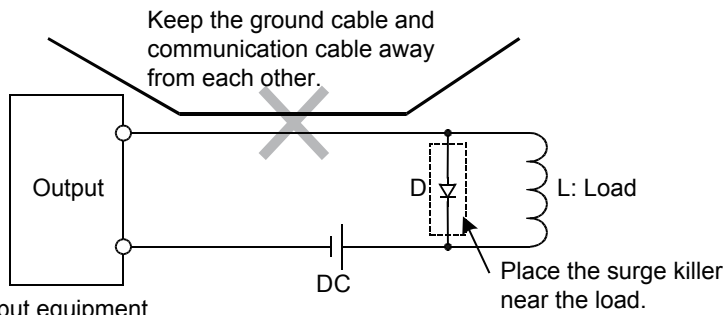 Keep the ground cable and
communication cable away
from each other.
Output
D
L: Load
DC
Place the surge killer
near the load.
equipment